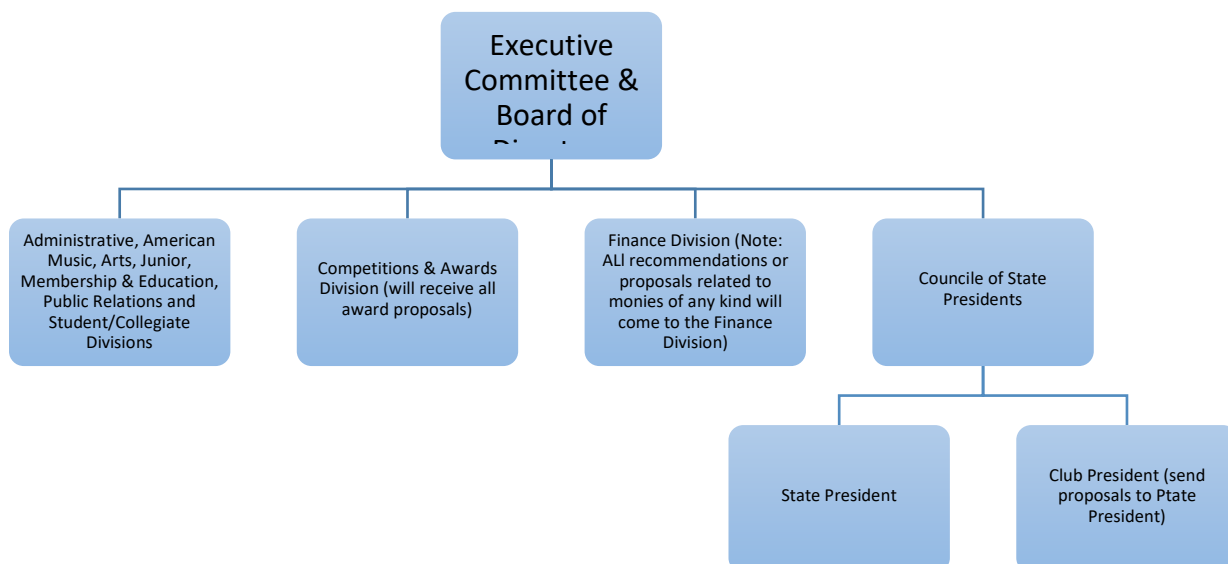 Executive
Committee &
Board of
Administrative, American
Music, Arts, Junior,
Membership & Education,
Public Relations and
Student/Collegiate
Divisions
Competitions & Awards
Division (will receive all
award proposals)
Finance Division (Note:
ALl recommendations or
proposals related to
monies of any kind will
come to the Finance
Division)
Councile of State
Presidents
State President
Club President (send
proposals to Ptate
President)